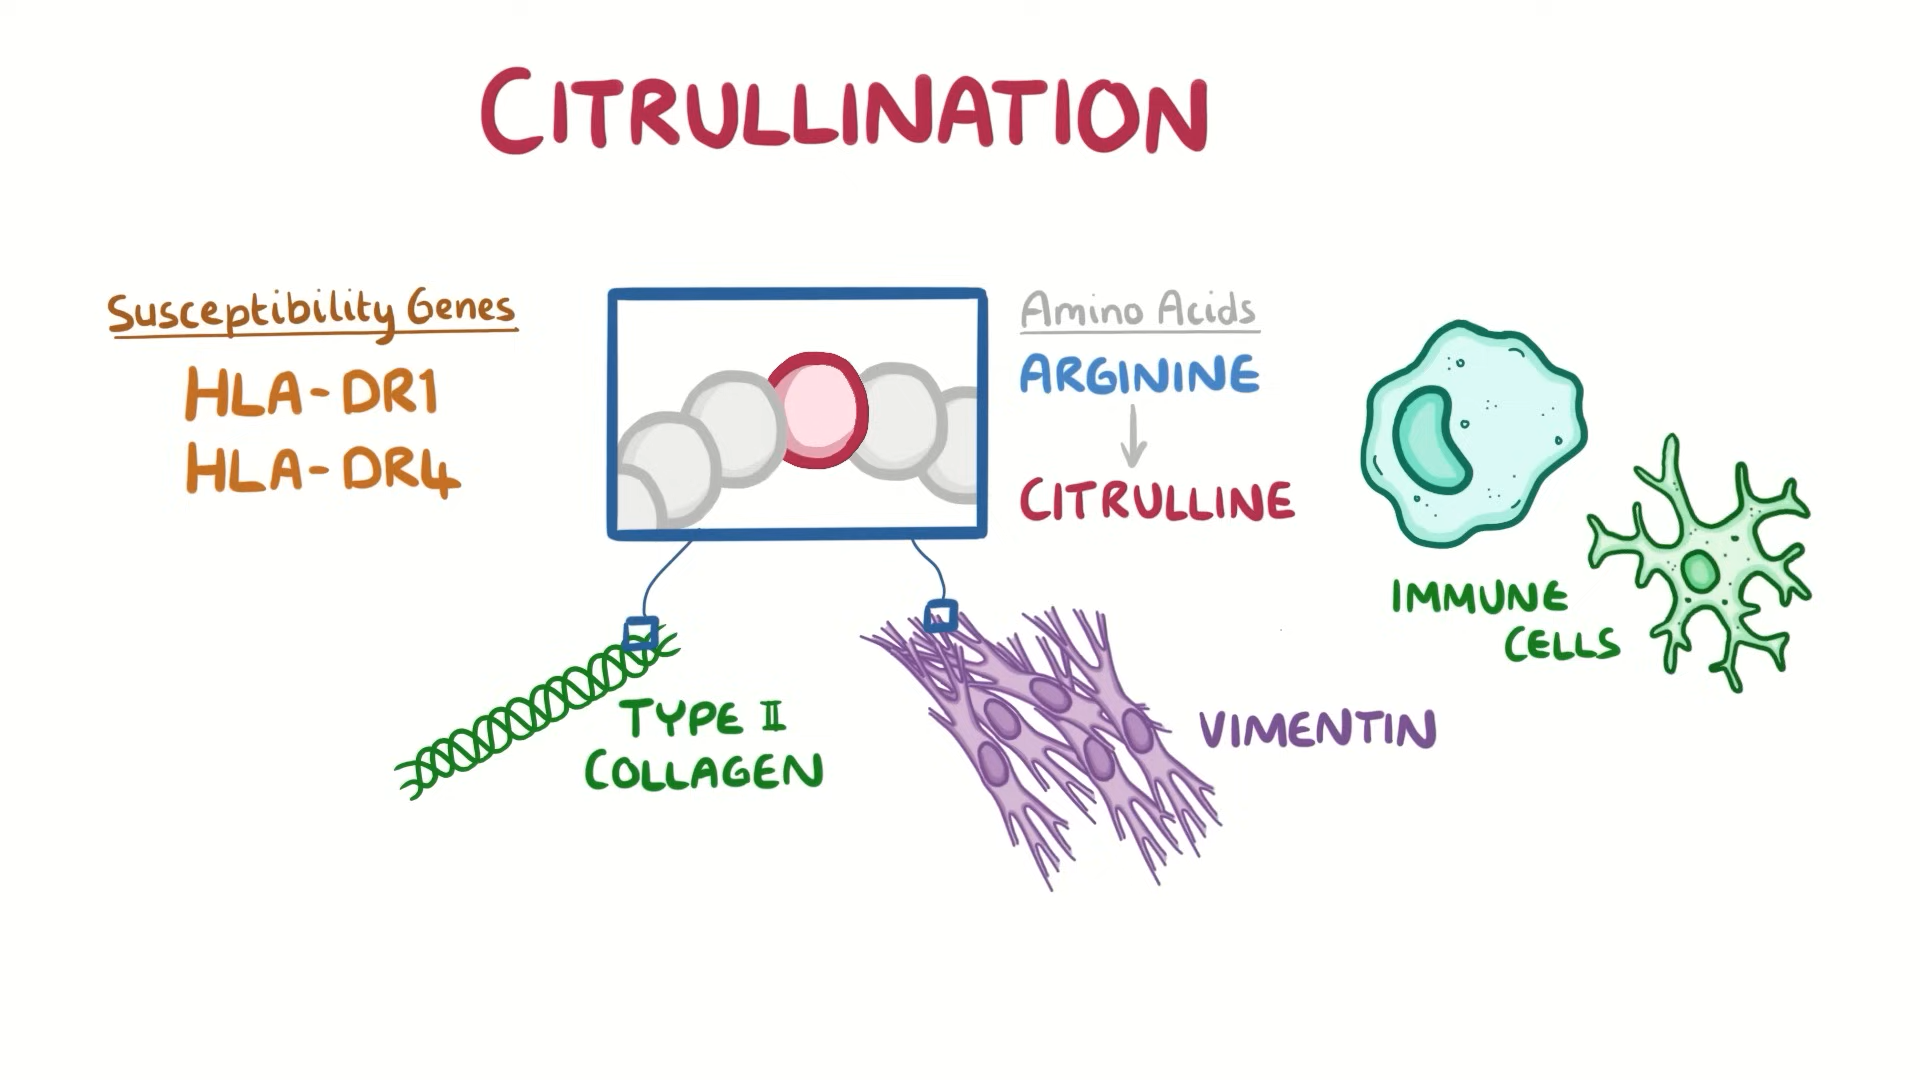 CITRULLINATION
Susceptibility Genes
HLA-DR1
HLA-DR4
Amino Acids
ARGININE
CITRULLINE
IMMUNE
CELLS
TYPE II
COLLAGEN
VIMENTIN